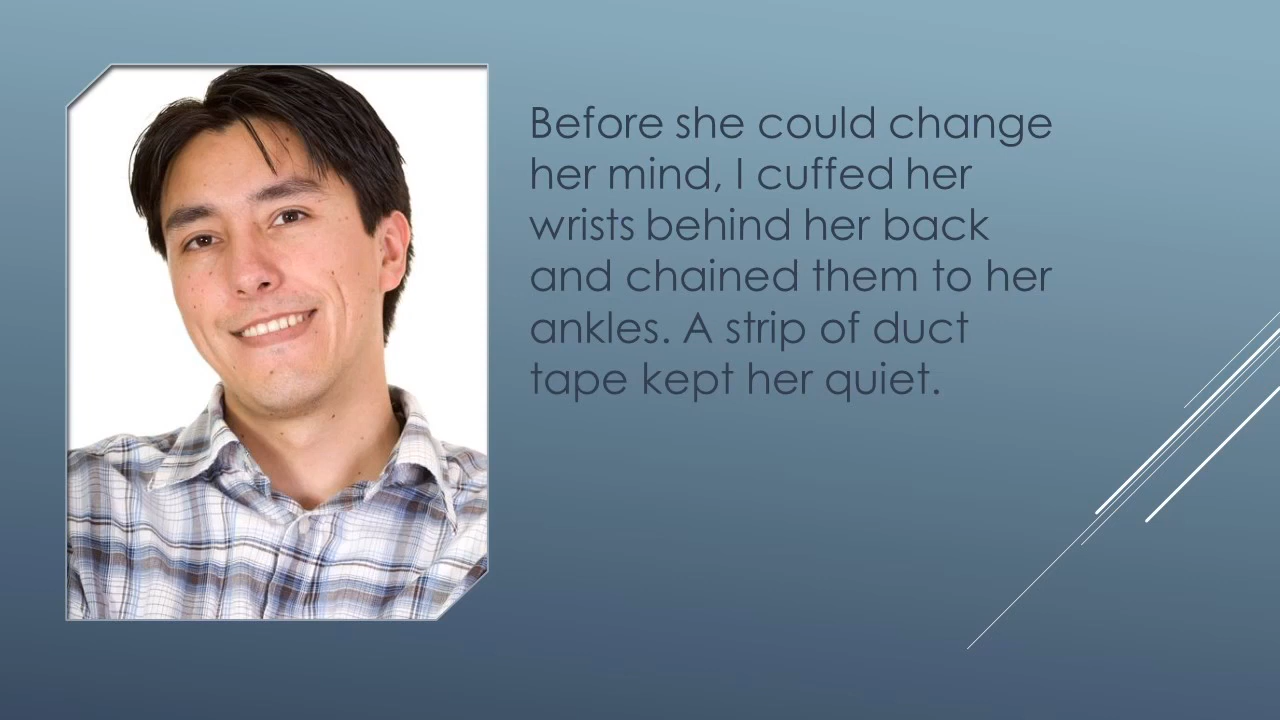 Before she could change
her mind, I cuffed her
wrists behind her back
and chained them to her
ankles. A strip of duct
tape kept her quiet.